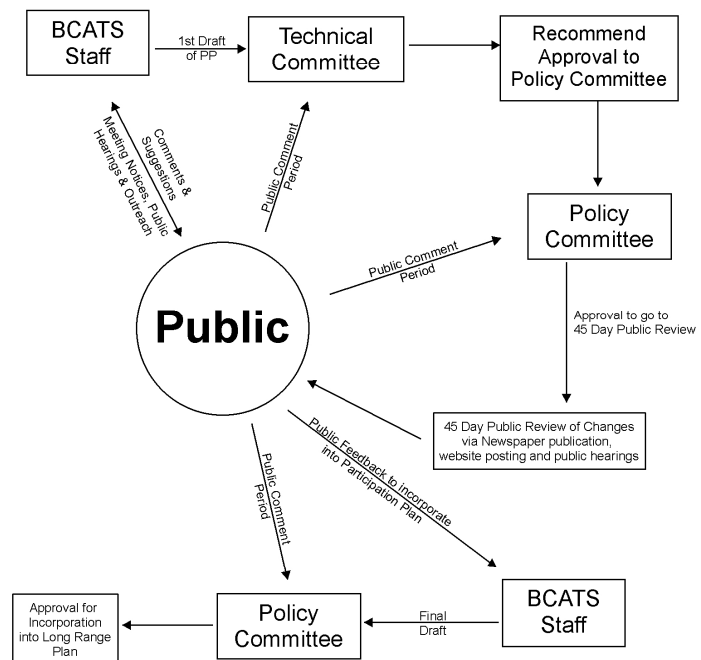 BCATS
Staff
1st Draft
of PP
Technical
Committee
Recommend
Approval to
Policy Committee
Comments &
Suggestions
Meeting Notices, Public
Hearings & Outreach
Public Comment
Period
Policy
Committee
Public Comment
Period
Public
Approval to go to
45 Day Public Review
45 Day Public Review of Changes
via Newspaper publication,
website posting and public hearings
Public Feedback to incorporate
into Participation Plan
Public Comment
Period
BCATS
Staff
Final
Draft
Policy
Committee
Approval for
Incorporation
into Long Range
Plan